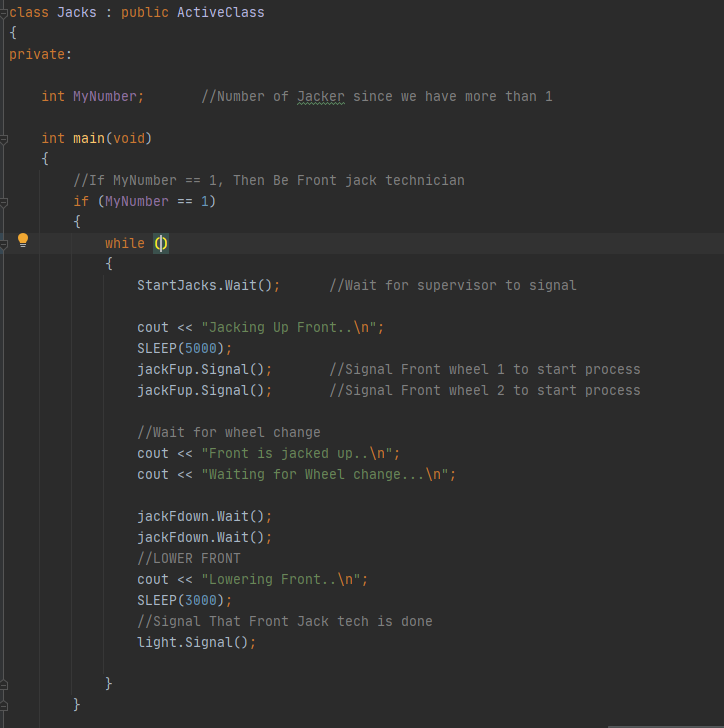 class Jacks : public ActiveClass
{
private:
int MyNumber; //Number of Jacker since we have more than 1
int main(void)
{
//If MyNumber == 1, Then Be Front jack technician
if (MyNumber == 1)
{
while ()
{
StartJacks.Wait(); //Wait for supervisor to signal
cout << "Jacking Up Front..\n";
SLEEP(5000);
jackFup.Signal(); //Signal Front wheel 1 to start process
jackFup.Signal(); //Signal Front wheel 2 to start process
//Wait for wheel change
cout << "Front is jacked up..\n";
cout << "Waiting for Wheel change...\n";
jackFdown.Wait();
jackFdown.Wait();
//LOWER FRONT
cout << "Lowering Front..\n";
SLEEP(3000);
//Signal That Front Jack tech is done
light.Signal();
}
}